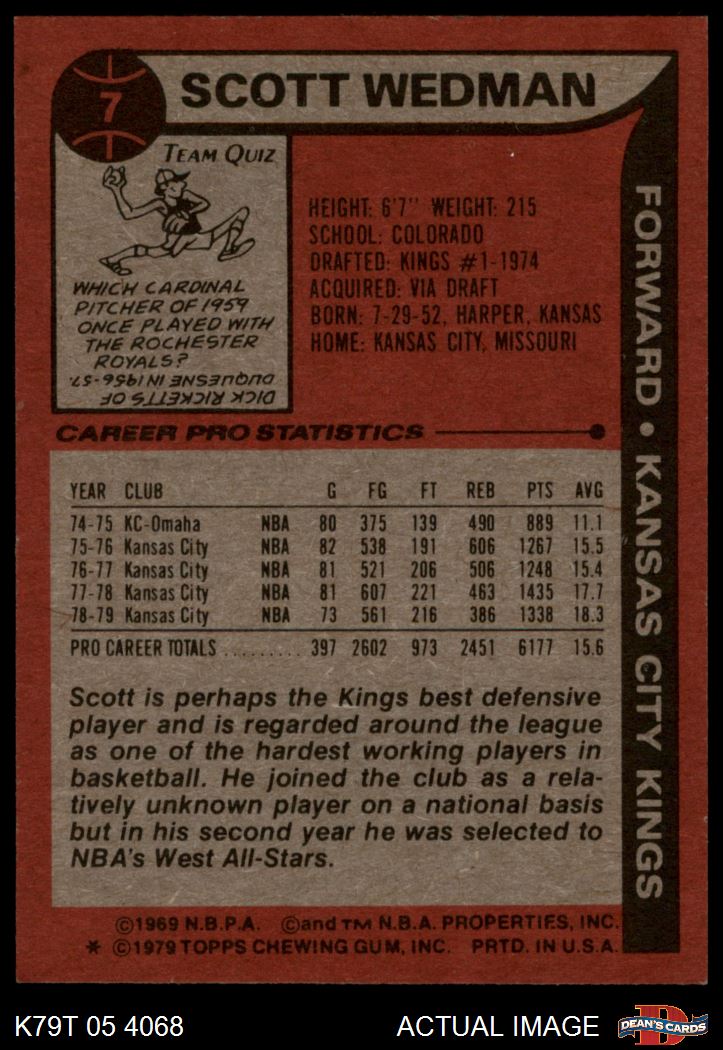 7
SCOTT WEDMAN
TEAM QUIZ
WHICH CARDINAL
PITCHER OF 1959
ONCE PLAYED WITH
THE ROCHESTER
ROYALS?
DICK RICKETTS OF
DUQUESNE IN 1956-57.
HEIGHT: 6'7" WEIGHT: 215
SCHOOL: COLORADO
DRAFTED: KINGS #1-1974
ACQUIRED: VIA DRAFT
BORN: 7-29-52, HARPER, KANSAS
HOME: KANSAS CITY, MISSOURI
FORWARD • KANSAS CITY KINGS
CAREER PRO STATISTICS
YEAR CLUB G FG FT REB PTS AVG
74-75 KC-Omaha NBA 80 375 139 490 889 11.1
75-76 Kansas City NBA 82 538 191 606 1267 15.5
76-77 Kansas City NBA 81 521 206 506 1248 15.4
77-78 Kansas City NBA 81 607 221 463 1435 17.7
78-79 Kansas City NBA 73 561 216 386 1338 18.3
PRO CAREER TOTALS .......... 397 2602 973 2451 6177 15.6
Scott is perhaps the Kings best defensive
player and is regarded around the league
as one of the hardest working players in
basketball. He joined the club as a rela-
tively unknown player on a national basis
but in his second year he was selected to
NBA's West All-Stars.
©1969 N.B.P.A. ©and TM N.B.A. PROPERTIES, INC.
* ©1979 TOPPS CHEWING GUM, INC. PRTD. IN U.S.A.
K79T 05 4068
ACTUAL IMAGE
D
DEAN'S CARDS